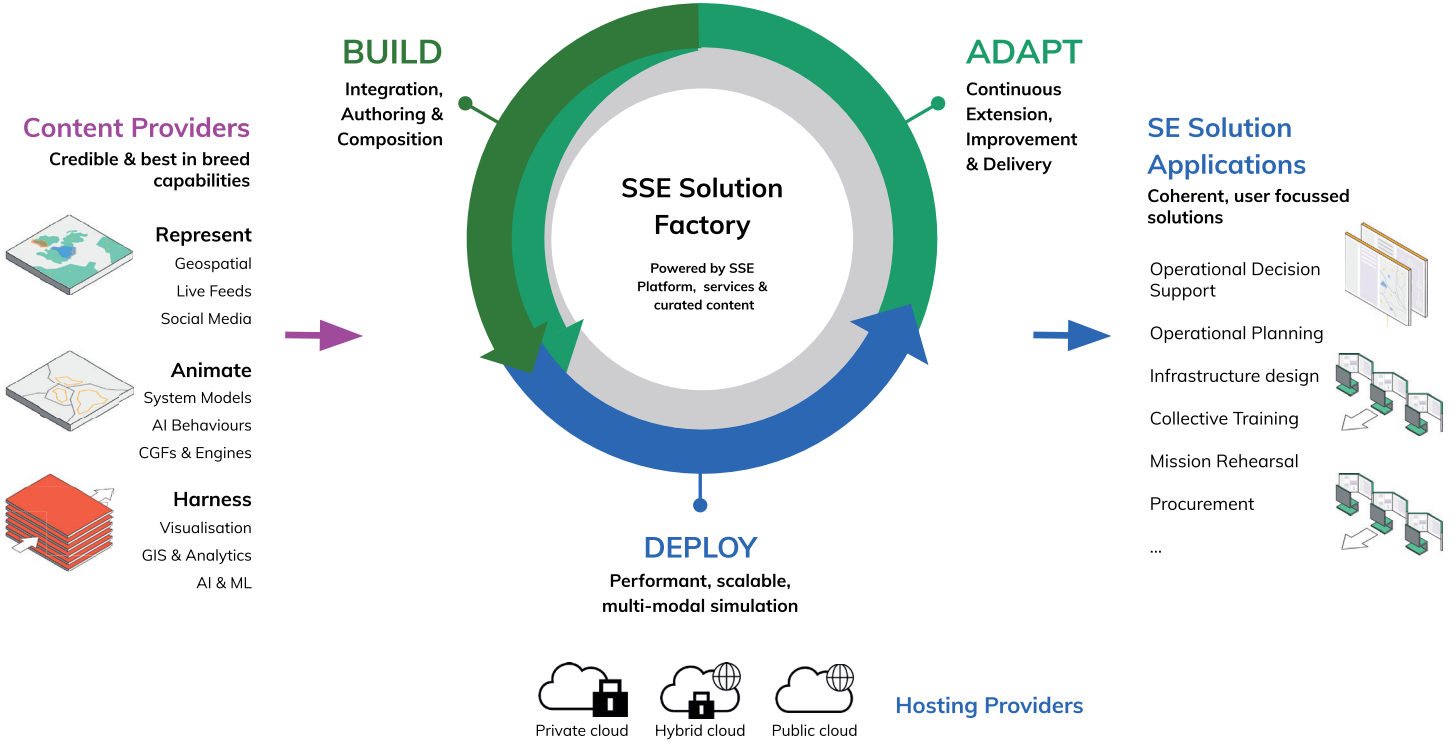 Content Providers
Credible & best in breed
capabilities
Represent
Geospatial
Live Feeds
Social Media
Animate
System Models
AI Behaviours
CGFs & Engines
Harness
Visualisation
GIS & Analytics
AI & ML
BUILD
Integration,
Authoring &
Composition
SSE Solution
Factory
Powered by SSE
Platform, services &
curated content
ADAPT
Continuous
Extension,
Improvement
& Delivery
DEPLOY
Performant, scalable,
multi-modal simulation
Private cloud
Hybrid cloud
Public cloud
Hosting Providers
SE Solution
Applications
Coherent, user focussed
solutions
Operational Decision
Support
Operational Planning
Infrastructure design
Collective Training
Mission Rehearsal
Procurement
...